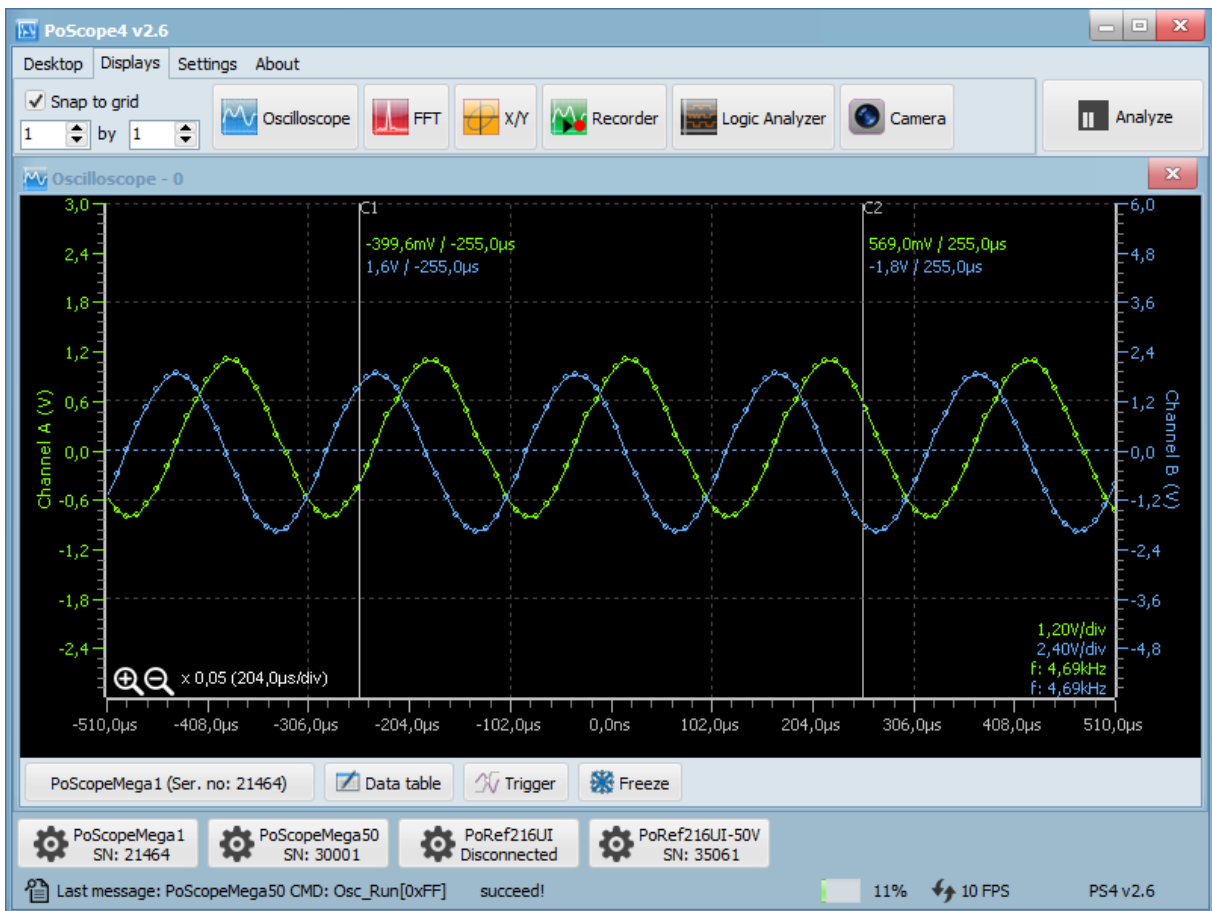 PoScope4 v2.6
Desktop Displays Settings About
Snap to grid
1 by 1
Oscilloscope FFT X/Y Recorder Logic Analyzer Camera Analyze
Oscilloscope - 0
3,0 C1 C2 6,0
-399,6mV / -255,0µs 569,0mV / 255,0µs
2,4 4,8
1,6V / -255,0µs -1,8V / 255,0µs
1,8 3,6
1,2 2,4
0,6 1,2
Channel A (V) Channel B (V)
0,0 0,0
-0,6 -1,2
-1,2 -2,4
-1,8 -3,6
1,20V/div
-2,4 2,40V/div -4,8
f: 4,69kHz
x 0,05 (204,0µs/div) f: 4,69kHz
-510,0µs -408,0µs -306,0µs -204,0µs -102,0µs 0,0ns 102,0µs 204,0µs 306,0µs 408,0µs 510,0µs
PoScopeMega1 (Ser. no: 21464) Data table Trigger Freeze
PoScopeMega1 PoScopeMega50 PoRef216UI PoRef216UI-50V
SN: 21464 SN: 30001 Disconnected SN: 35061
Last message: PoScopeMega50 CMD: Osc_Run[0xFF] succeed! 11% 10 FPS PS4 v2.6